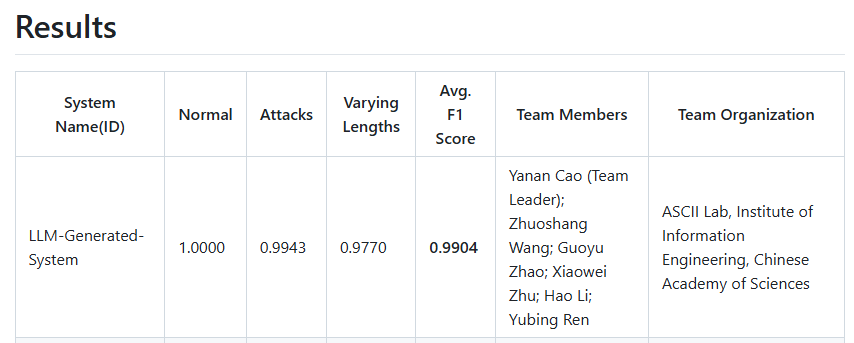 Results
System
Name(ID)
Normal
Attacks
Varying
Lengths
Avg.
F1
Score
Team Members
Team Organization
LLM-Generated-
System
1.0000
0.9943
0.9770
0.9904
Yanan Cao (Team
Leader);
Zhuoshang
Wang; Guoyu
Zhao; Xiaowei
Zhu; Hao Li;
Yubing Ren
ASCII Lab, Institute of
Information
Engineering, Chinese
Academy of Sciences